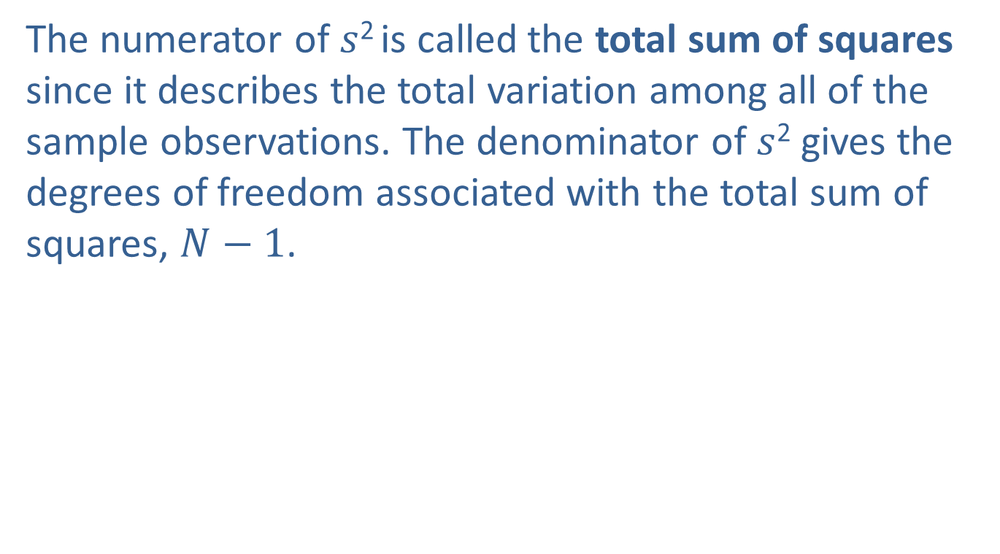 The numerator of s² is called the total sum of squares
since it describes the total variation among all of the
sample observations. The denominator of s² gives the
degrees of freedom associated with the total sum of
squares, N − 1.